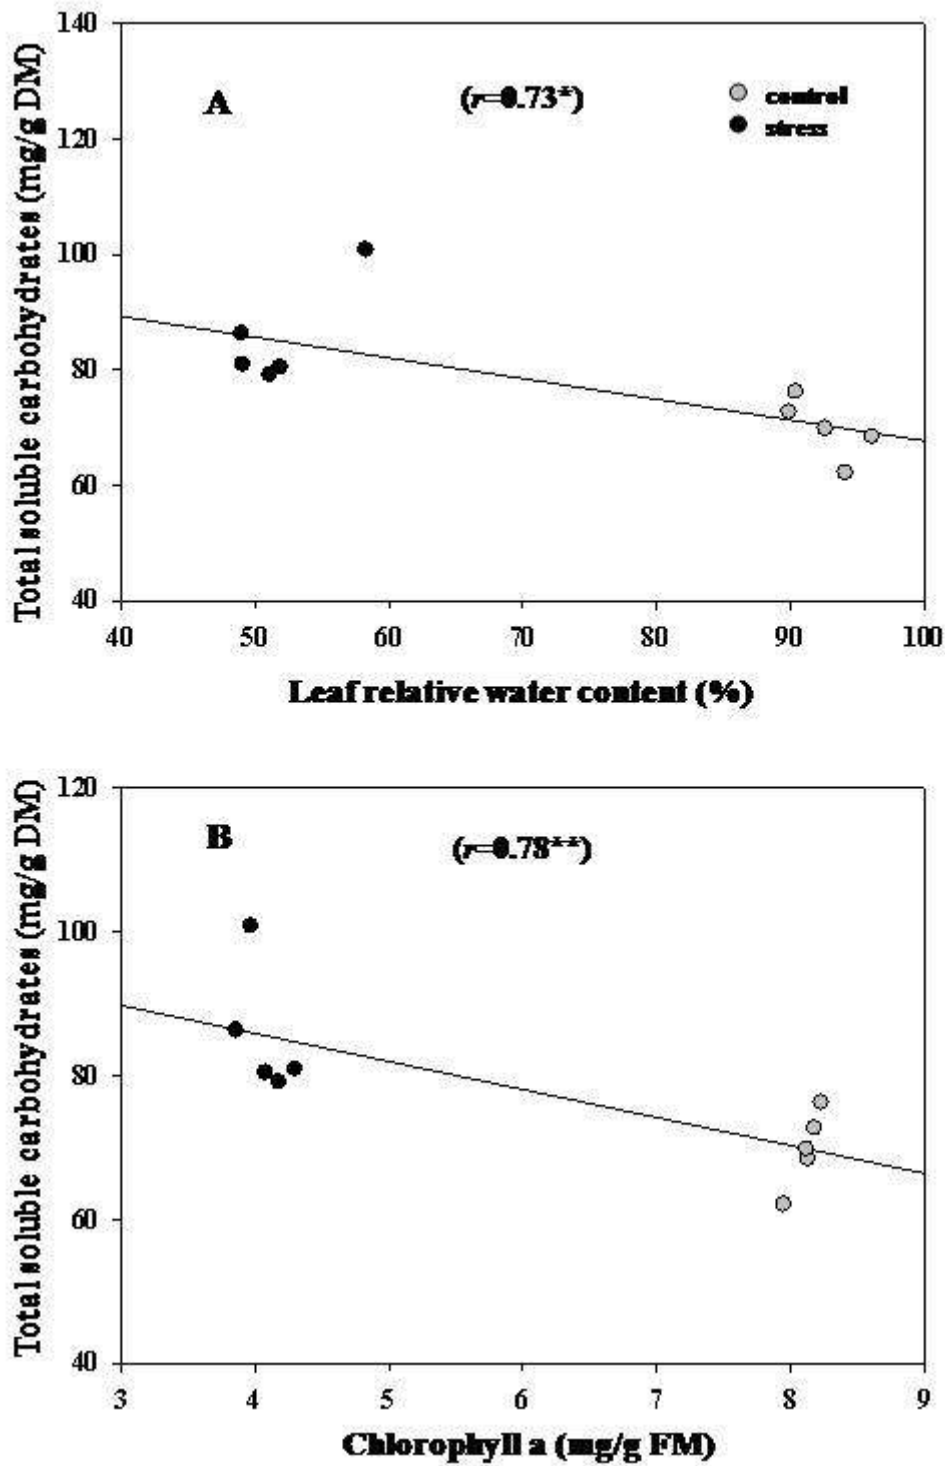 Total soluble carbohydrates (mg/g DM)
140
120
100
80
60
40
A
(r=0.73*)
control
stress
40 50 60 70 80 90 100
Leaf relative water content (%)
Total soluble carbohydrates (mg/g DM)
120
100
80
60
40
B
(r=0.78**)
3 4 5 6 7 8 9
Chlorophyll a (mg/g FM)